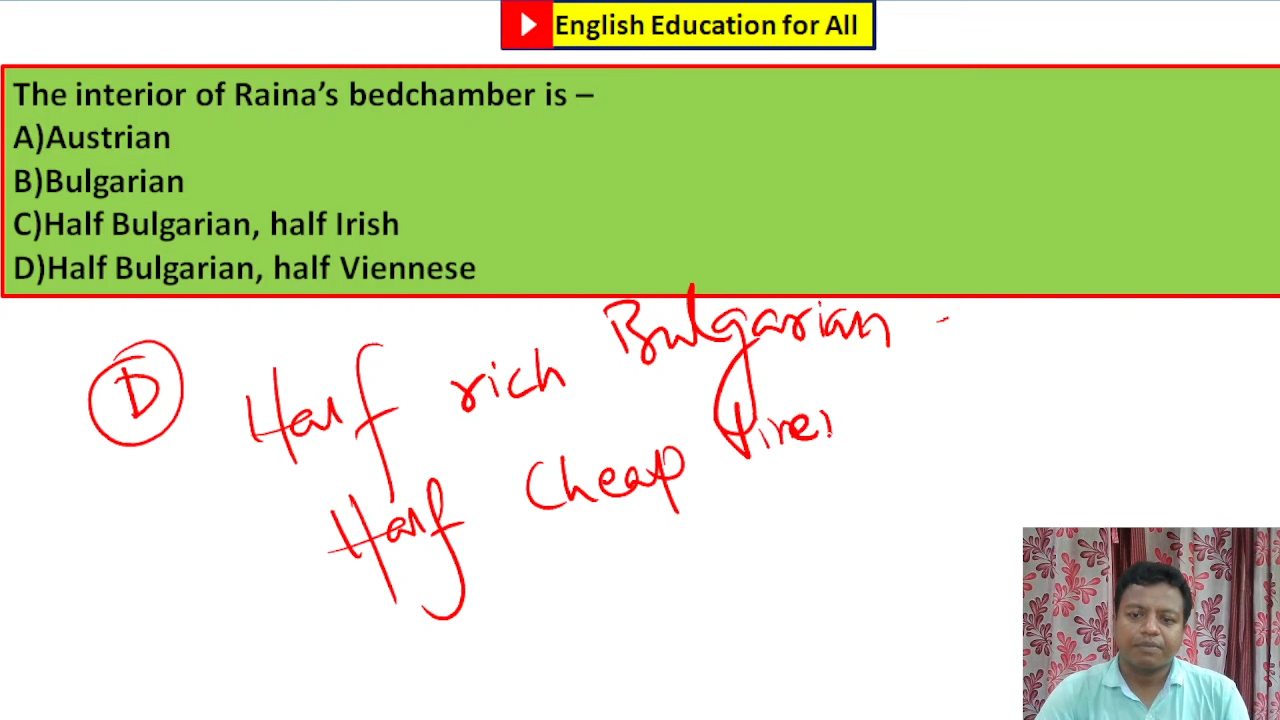 English Education for All
The interior of Raina’s bedchamber is –
A)Austrian
B)Bulgarian
C)Half Bulgarian, half Irish
D)Half Bulgarian, half Viennese
D Half rich Bulgarian -
Half Cheap